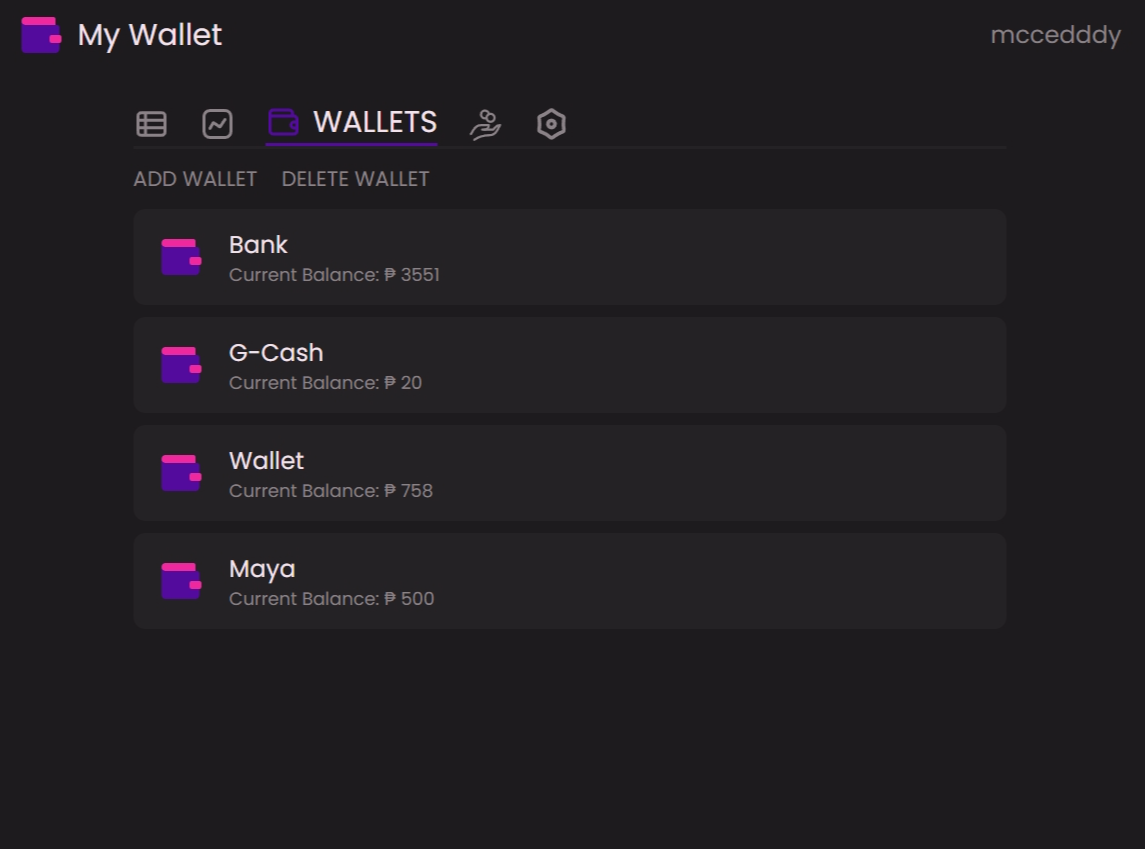 My Wallet
mccedddy
WALLETS
ADD WALLET DELETE WALLET
Bank
Current Balance: ₱ 3551
G-Cash
Current Balance: ₱ 20
Wallet
Current Balance: ₱ 758
Maya
Current Balance: ₱ 500